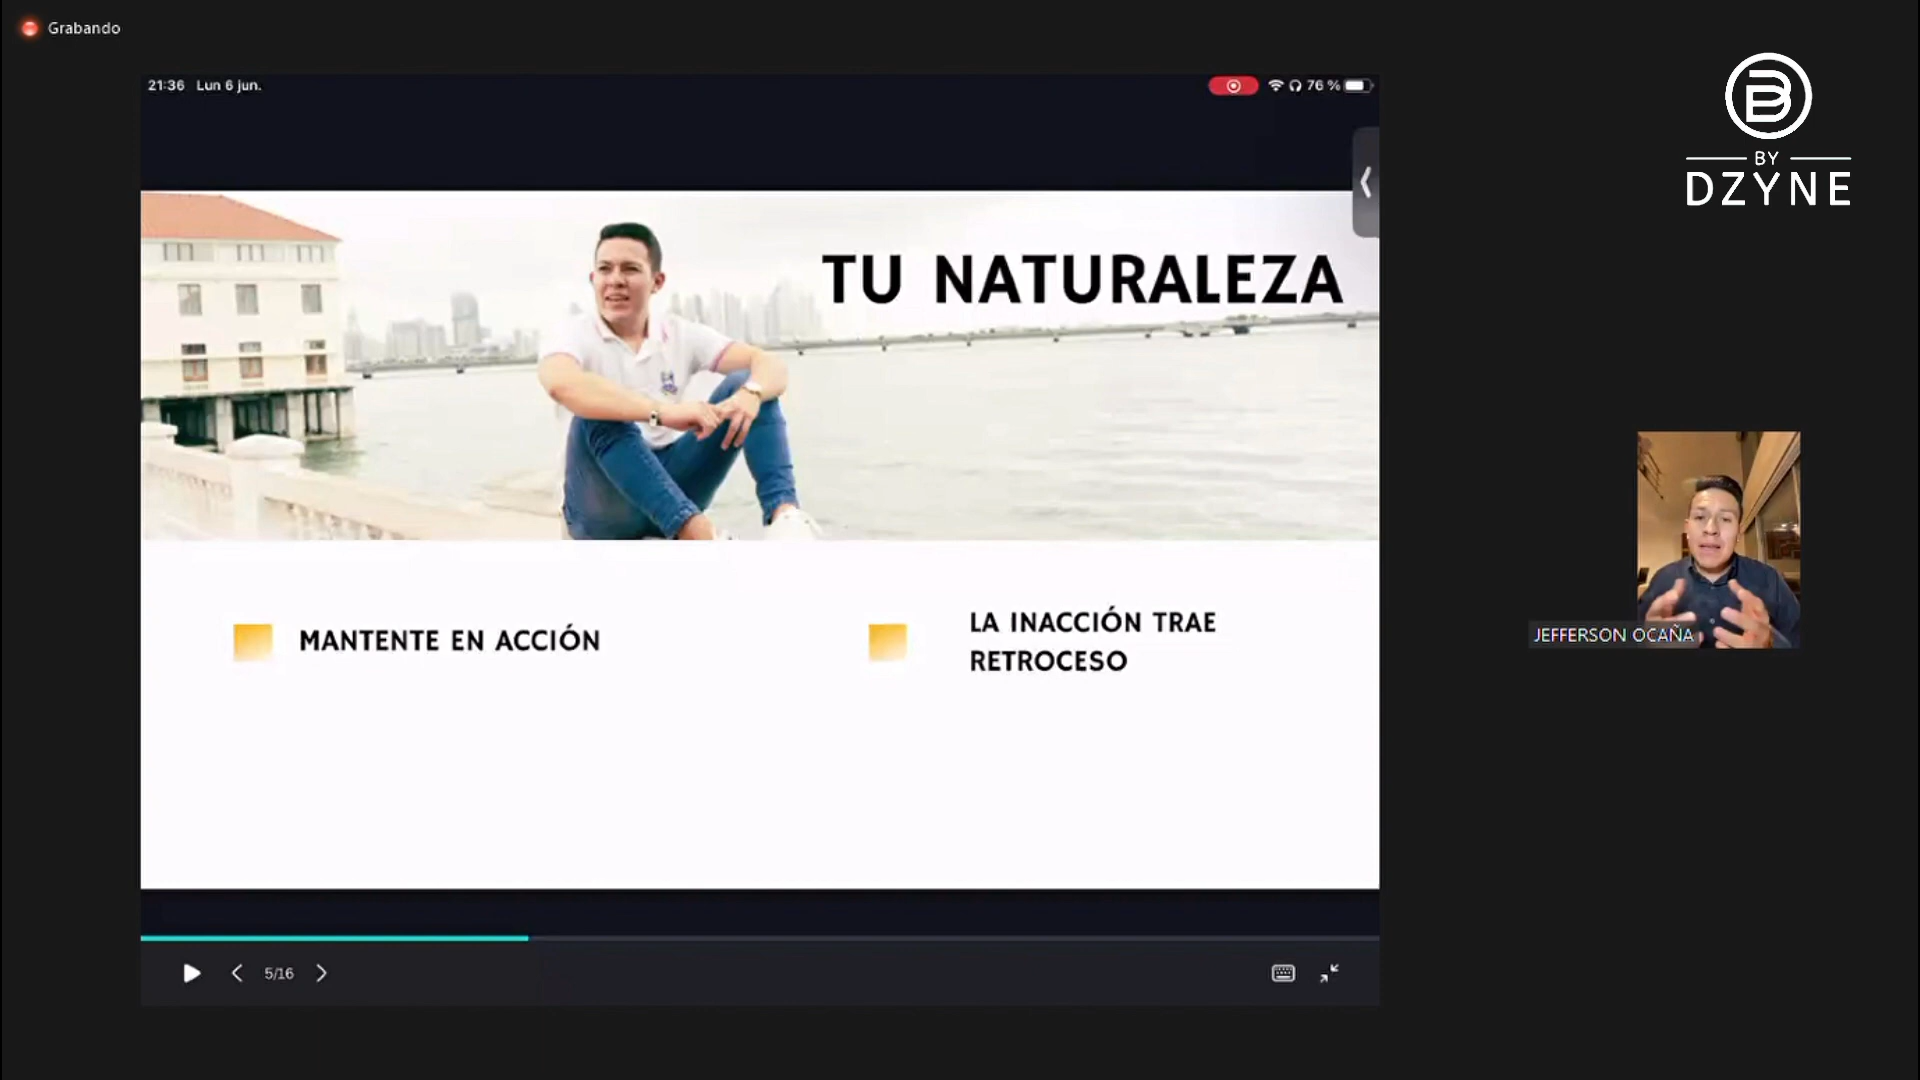 Grabando
21:36 Lun 6 jun.
76 %
BY
DZYNE
TU NATURALEZA
MANTENTE EN ACCIÓN
LA INACCIÓN TRAE
RETROCESO
JEFFERSON OCAÑA
5/16